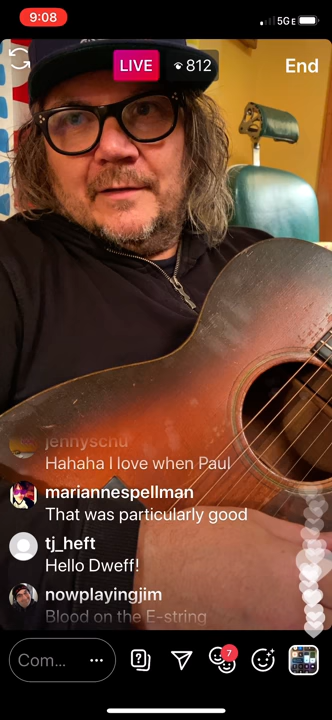 9:08
5GE
LIVE
812
End
jennyschu
Hahaha I love when Paul
mariannespellman
That was particularly good
tj_heft
Hello Dweff!
nowplayingjim
Blood on the E-string
Com...
7